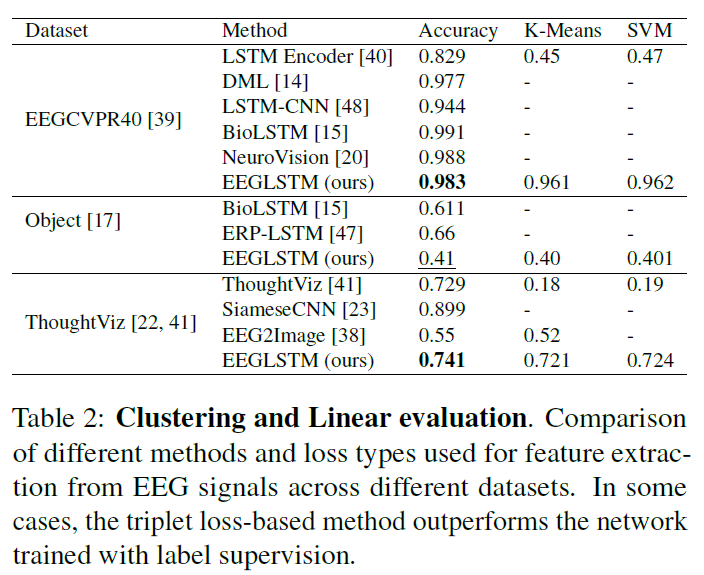 Dataset Method Accuracy K-Means SVM
EEGCVPR40 [39] LSTM Encoder [40] 0.829 0.45 0.47
DML [14] 0.977 - -
LSTM-CNN [48] 0.944 - -
BioLSTM [15] 0.991 - -
NeuroVision [20] 0.988 - -
EEGLSTM (ours) 0.983 0.961 0.962
Object [17] BioLSTM [15] 0.611 - -
ERP-LSTM [47] 0.66 - -
EEGLSTM (ours) 0.41 0.40 0.401
ThoughtViz [22, 41] ThoughtViz [41] 0.729 0.18 0.19
SiameseCNN [23] 0.899 - -
EEG2Image [38] 0.55 0.52 -
EEGLSTM (ours) 0.741 0.721 0.724
Table 2: Clustering and Linear evaluation. Comparison
of different methods and loss types used for feature extrac-
tion from EEG signals across different datasets. In some
cases, the triplet loss-based method outperforms the network
trained with label supervision.